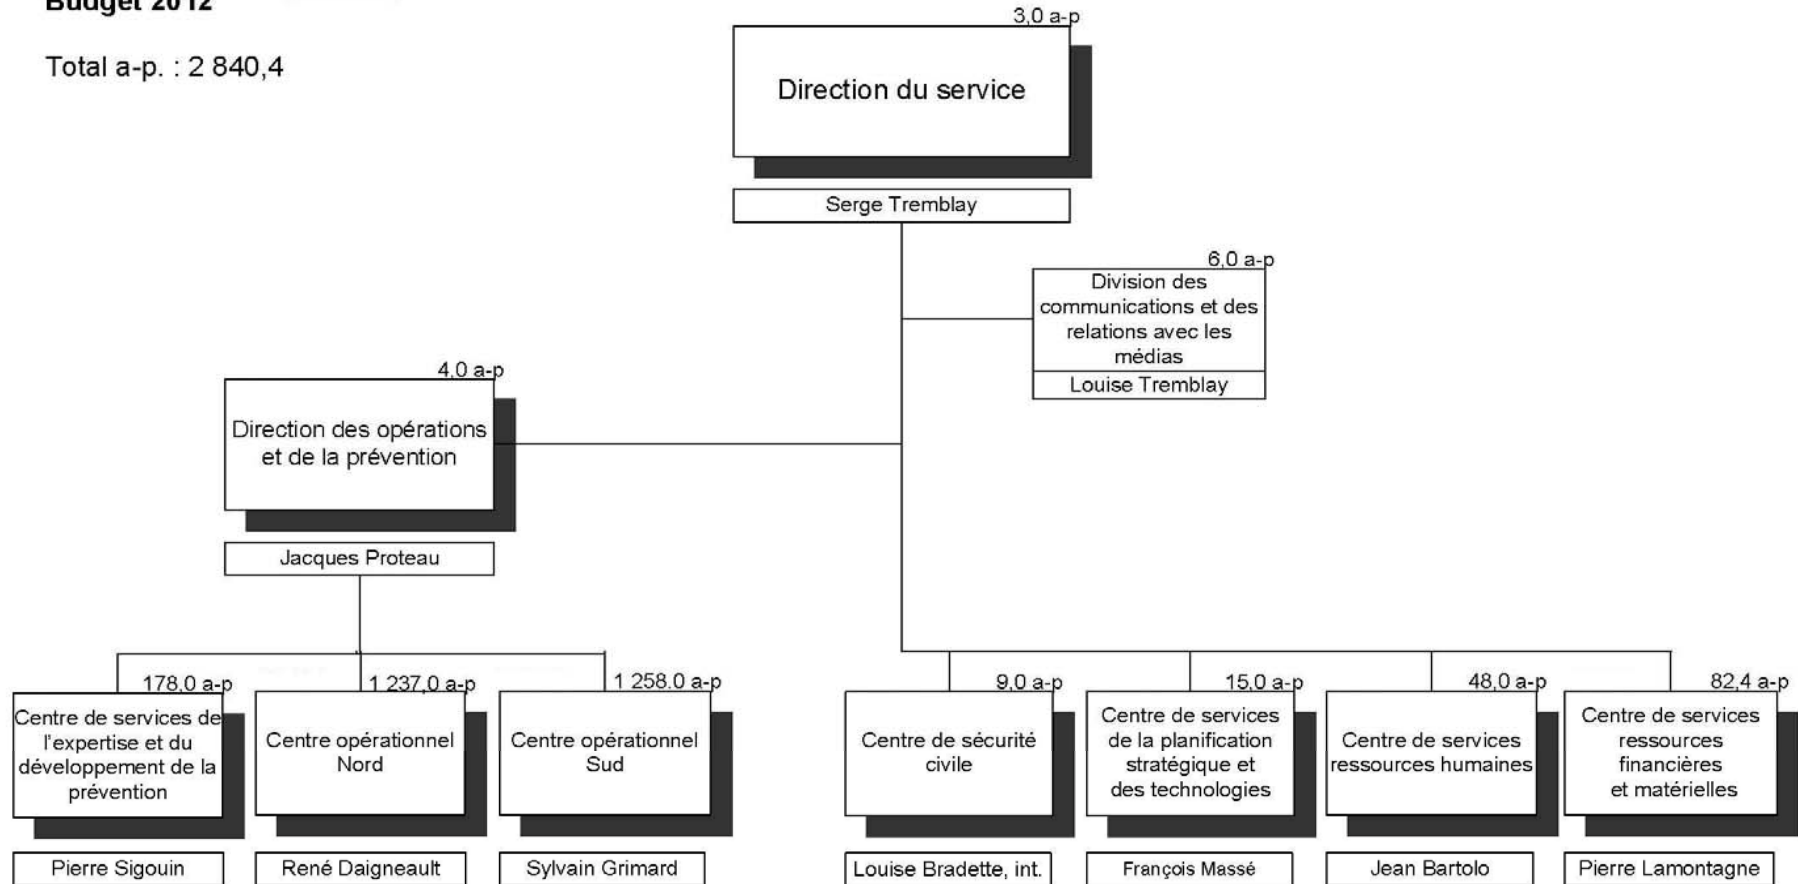 Budget 2012
Total a-p. : 2 840,4
3,0 a-p
Direction du service
Serge Tremblay
6,0 a-p
Division des
communications et des
relations avec les
médias
Louise Tremblay
4,0 a-p
Direction des opérations
et de la prévention
Jacques Proteau
178,0 a-p
Centre de services de
l'expertise et du
développement de la
prévention
Pierre Sigouin
1 237,0 a-p
Centre opérationnel
Nord
René Daigneault
1 258.0 a-p
Centre opérationnel
Sud
Sylvain Grimard
9,0 a-p
Centre de sécurité
civile
Louise Bradette, int.
15,0 a-p
Centre de services
de la planification
stratégique et
des technologies
François Massé
48,0 a-p
Centre de services
ressources humaines
Jean Bartolo
82,4 a-p
Centre de services
ressources
financières
et matérielles
Pierre Lamontagne